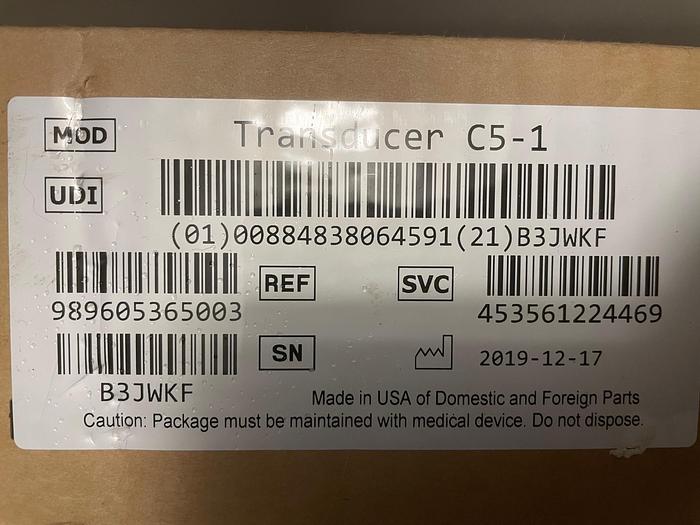 MOD Transducer C5-1
UDI
(01)00884838064591(21)B3JWKF
REF SVC
989605365003 453561224469
SN 2019-12-17
B3JWKF
Made in USA of Domestic and Foreign Parts
Caution: Package must be maintained with medical device. Do not dispose.